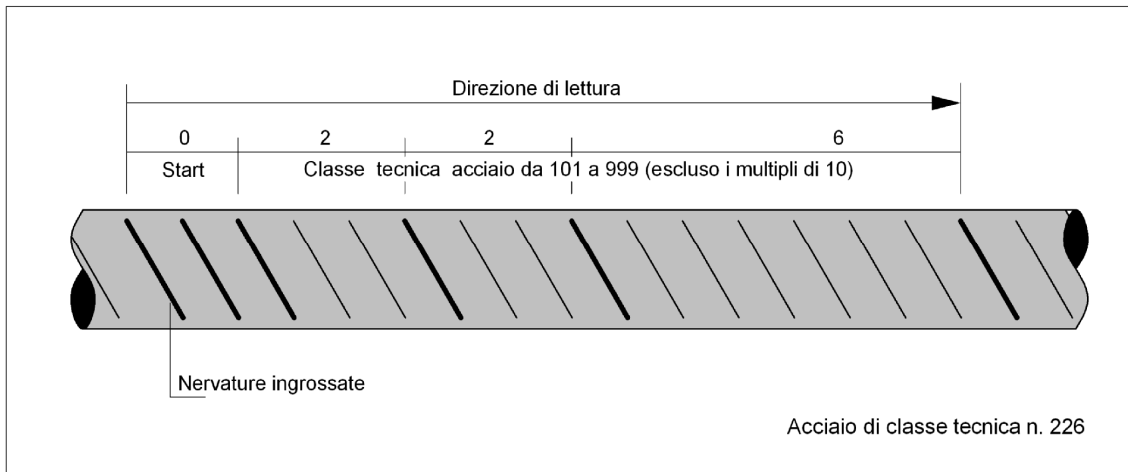 Direzione di lettura
0 2 2 6
Start Classe tecnica acciaio da 101 a 999 (escluso i multipli di 10)
Nervature ingrossate
Acciaio di classe tecnica n. 226